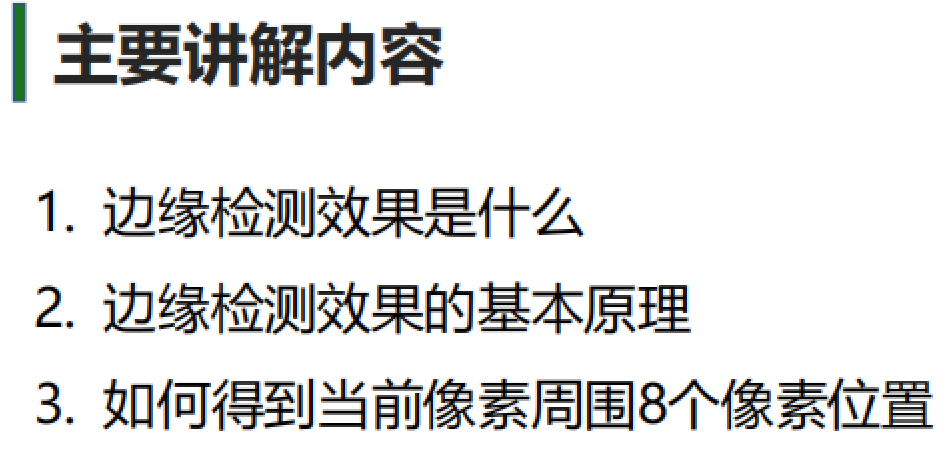 主要讲解内容
1. 边缘检测效果是什么
2. 边缘检测效果的基本原理
3. 如何得到当前像素周围8个像素位置